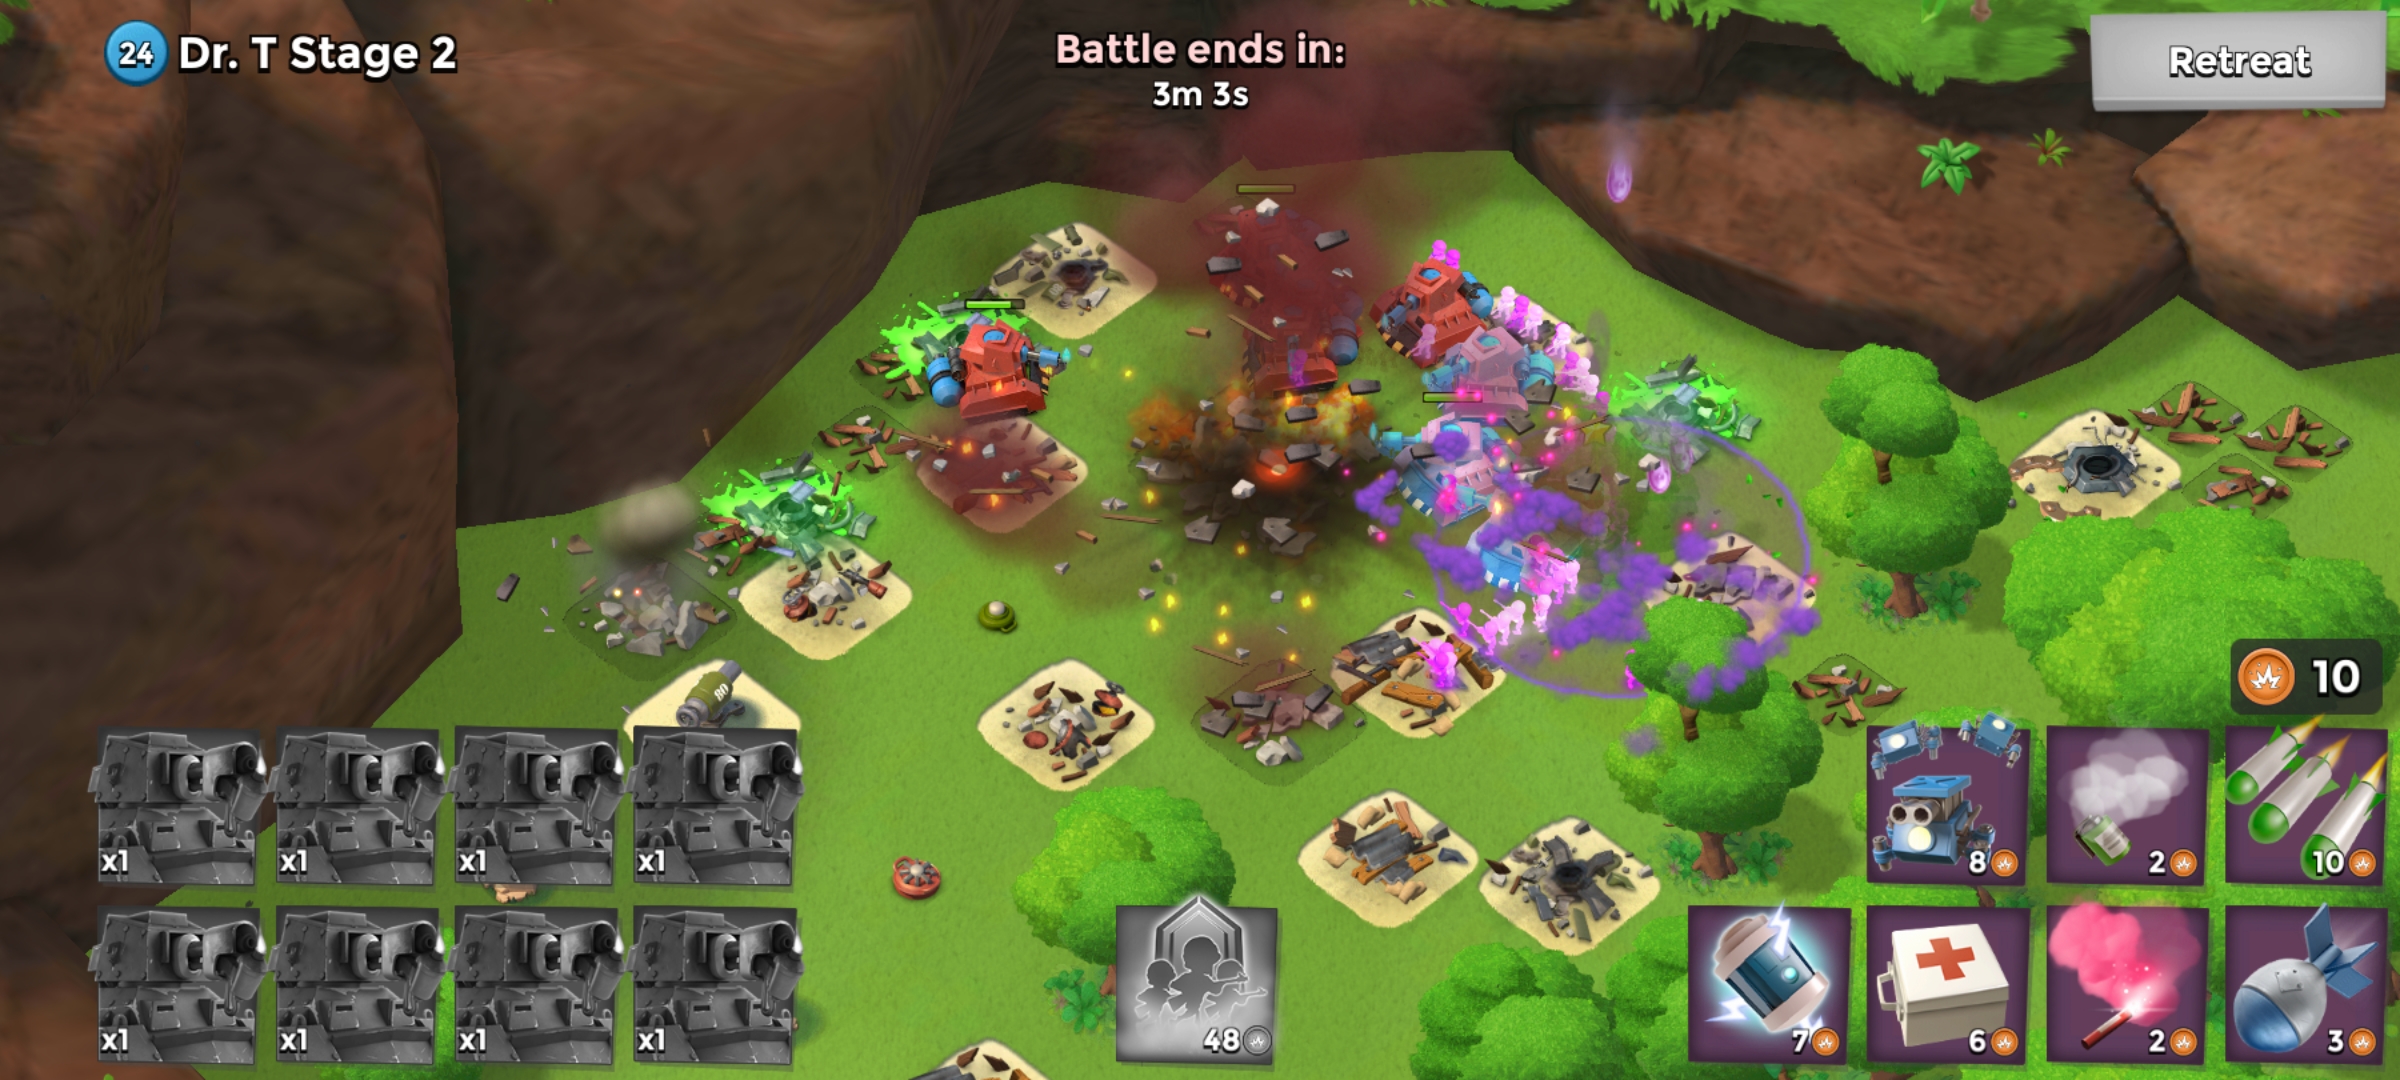 24 Dr. T Stage 2
Battle ends in:
3m 3s
Retreat
80
10
x1 x1 x1 x1
8 2 10
x1 x1 x1 x1
48
7 6 2 3